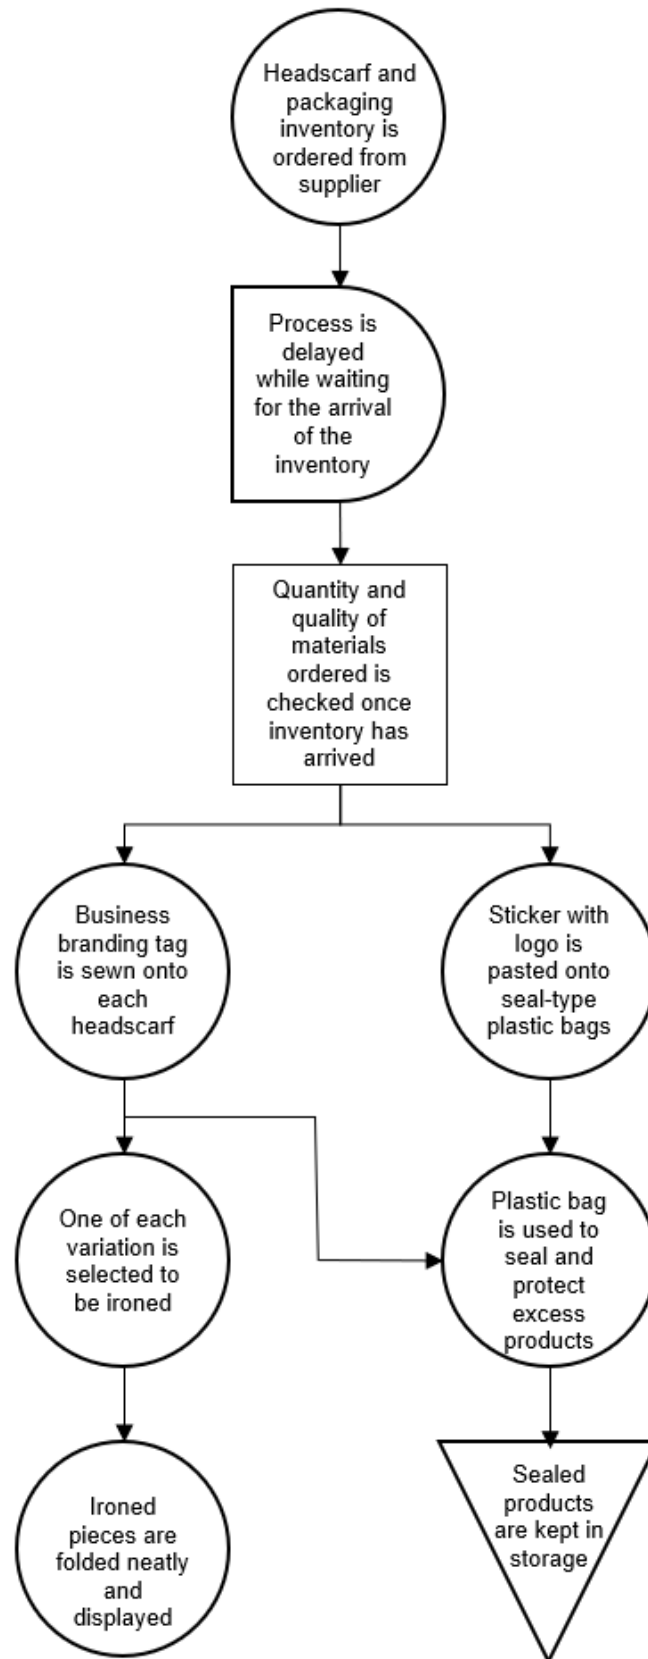 Headscarf and
packaging
inventory is
ordered from
supplier
Process is
delayed
while waiting
for the arrival
of the
inventory
Quantity and
quality of
materials
ordered is
checked once
inventory has
arrived
Business
branding tag
is sewn onto
each
headscarf
Sticker with
logo is
pasted onto
seal-type
plastic bags
One of each
variation is
selected to
be ironed
Plastic bag
is used to
seal and
protect
excess
products
Ironed
pieces are
folded neatly
and
displayed
Sealed
products
are kept in
storage